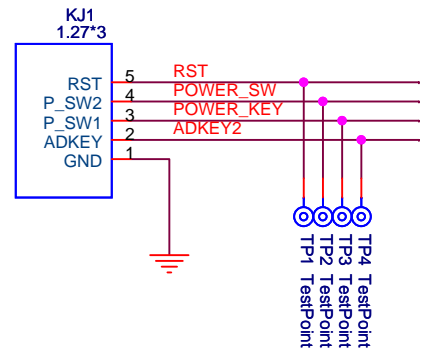 KJ1
1.27*3
RST 5 RST
P_SW2 4 POWER_SW
P_SW1 3 POWER_KEY
ADKEY 2 ADKEY2
GND 1
TP1 TestPoint
TP2 TestPoint
TP3 TestPoint
TP4 TestPoint